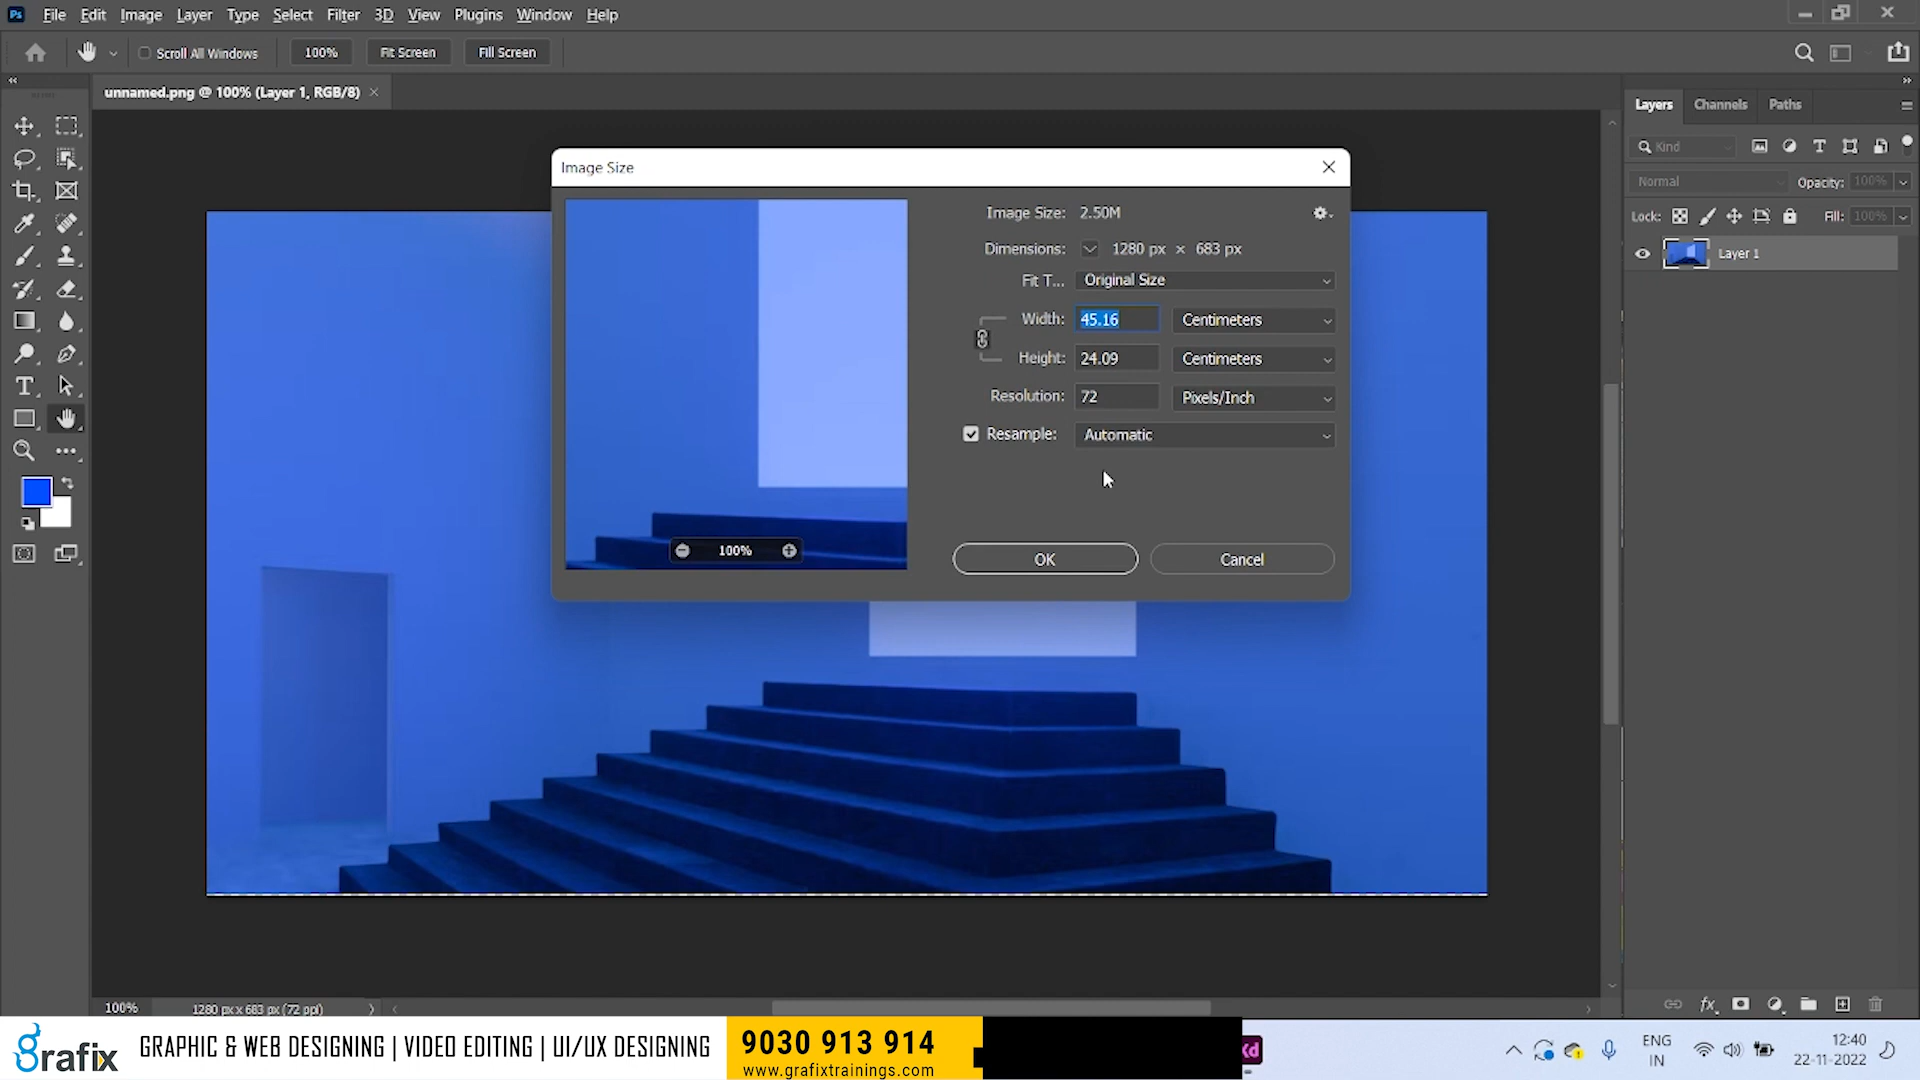 Ps File Edit Image Layer Type Select Filter 3D View Plugins Window Help
Scroll All Windows 100% Fit Screen Fill Screen
unnamed.png @ 100% (Layer 1, RGB/8)
Image Size
Image Size: 2.50M
Dimensions: 1280 px × 683 px
Fit T... Original Size
Width: 45.16 Centimeters
Height: 24.09 Centimeters
Resolution: 72 Pixels/Inch
Resample: Automatic
100%
OK Cancel
Layers Channels Paths
Kind
Normal Opacity: 100%
Lock: Fill: 100%
Layer 1
100% 1280 px x 683 px (72 ppi)
grafix GRAPHIC & WEB DESIGNING | VIDEO EDITING | UI/UX DESIGNING
9030 913 914
www.grafixtrainings.com
Xd
ENG
IN
12:40
22-11-2022